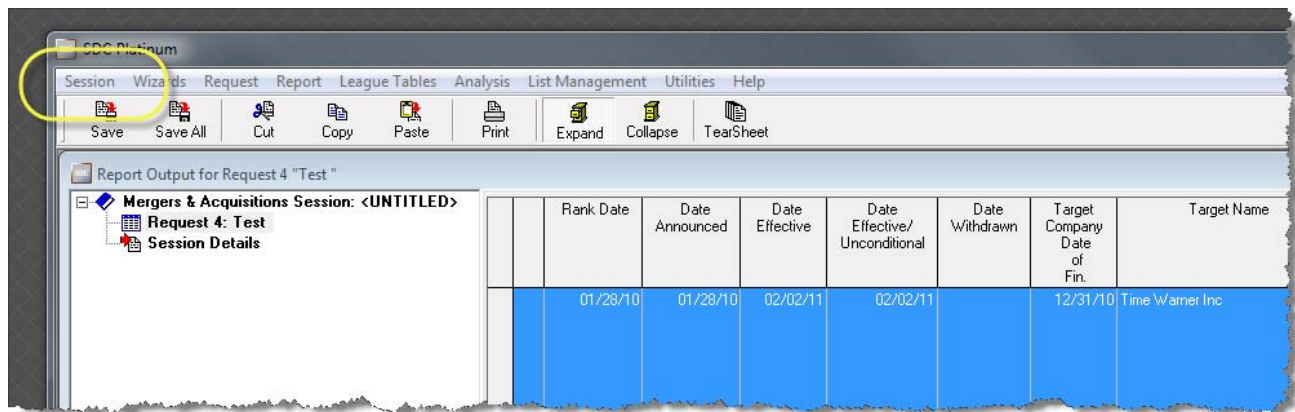 SDC Platinum
Session Wizards Request Report League Tables Analysis List Management Utilities Help
Save Save All Cut Copy Paste Print Expand Collapse TearSheet
Report Output for Request 4 "Test "
Mergers & Acquisitions Session: <UNTITLED>
Request 4: Test
Session Details
Rank Date
Date
Announced
Date
Effective
Date
Effective/
Unconditional
Date
Withdrawn
Target
Company
Date
of
Fin.
Target Name
01/28/10 01/28/10 02/02/11 02/02/11 12/31/10 Time Warner Inc